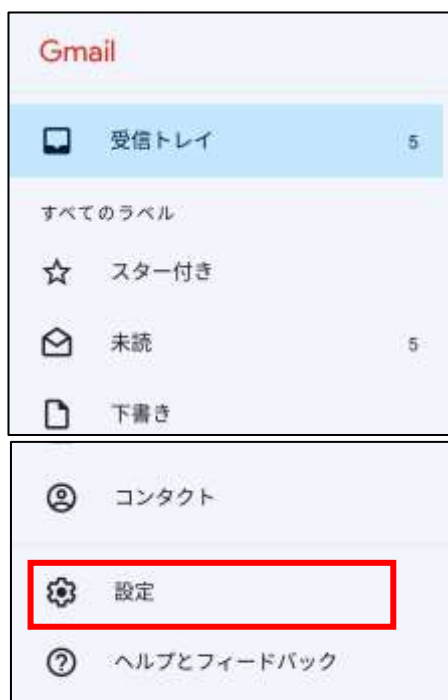 Gmail
受信トレイ 5
すべてのラベル
スター付き
未読 5
下書き
コンタクト
設定
ヘルプとフィードバック